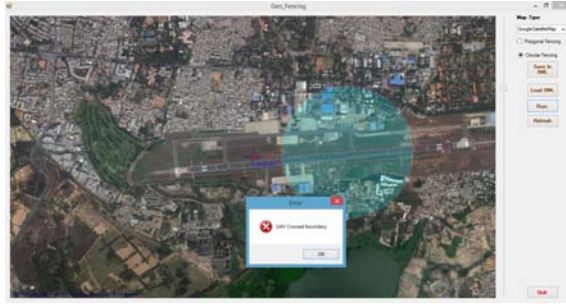 Geo_Fencing
Map Type
GoogleSatelliteMap
Polygonal Fencing
Circular Fencing
Save to XML
Load XML
Run
Refresh
Error
UAV Crossed boundary
OK
Quit